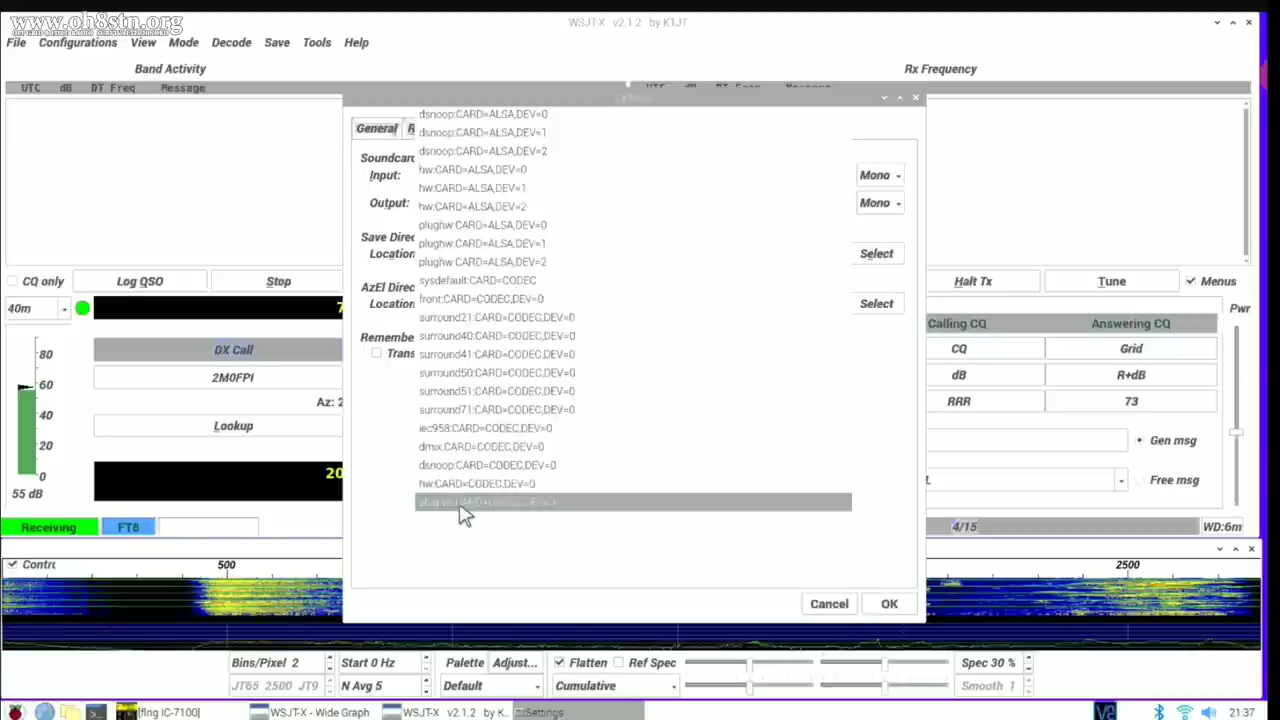 www.oh8stn.org
WSJT-X v2.1.2 by K1JT
File Configurations View Mode Decode Save Tools Help
Band Activity
Rx Frequency
UTC dB DT Freq Message
UTC dB DT Freq Message
General
Soundcard
Input:
Mono
Output:
Mono
Save Direc
Location
Select
AzEl Direc
Location
Select
Remembe
Trans
dsnoop:CARD=ALSA,DEV=0
dsnoop:CARD=ALSA,DEV=1
dsnoop:CARD=ALSA,DEV=2
hw:CARD=ALSA,DEV=0
hw:CARD=ALSA,DEV=1
hw:CARD=ALSA,DEV=2
plughw:CARD=ALSA,DEV=0
plughw:CARD=ALSA,DEV=1
plughw:CARD=ALSA,DEV=2
sysdefault:CARD=CODEC
front:CARD=CODEC,DEV=0
surround21:CARD=CODEC,DEV=0
surround40:CARD=CODEC,DEV=0
surround41:CARD=CODEC,DEV=0
surround50:CARD=CODEC,DEV=0
surround51:CARD=CODEC,DEV=0
surround71:CARD=CODEC,DEV=0
iec958:CARD=CODEC,DEV=0
dmix:CARD=CODEC,DEV=0
dsnoop:CARD=CODEC,DEV=0
hw:CARD=CODEC,DEV=0
Cancel OK
CQ only Log QSO Stop
Halt Tx Tune Menus
40m 7
Pwr
DX Call
2M0FPI
Az: 2
Lookup
20
80
60
40
20
0
55 dB
Calling CQ Answering CQ
CQ Grid
dB R+dB
RRR 73
Gen msg
Free msg
Receiving FT8
4/15 WD:6m
Contro
500
2500
Bins/Pixel 2 Start 0 Hz Palette Adjust... Flatten Ref Spec Spec 30 %
JT65 2500 JT9 N Avg 5 Default Cumulative Smooth 1
[flrig IC-7100] WSJT-X - Wide Graph WSJT-X v2.1.2 by K.. Settings 21:37